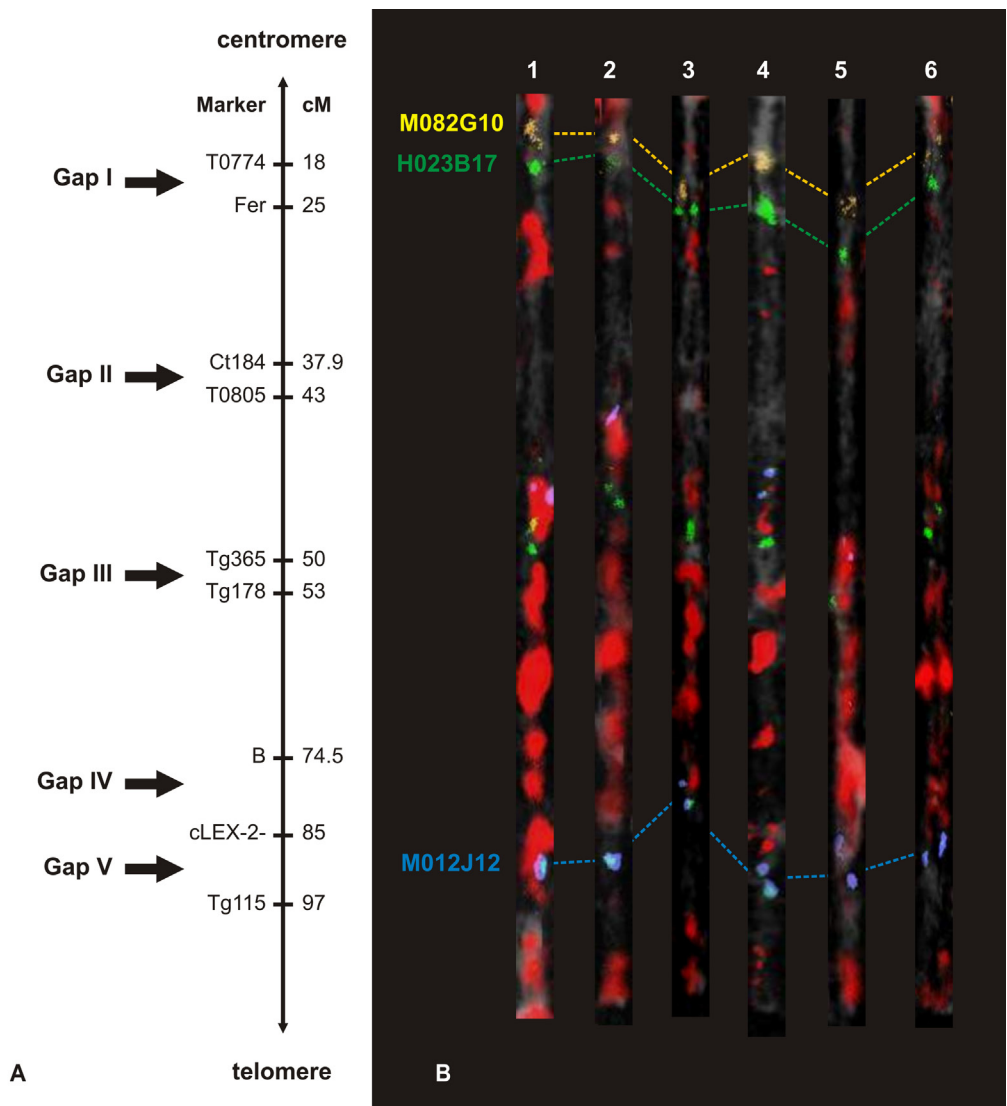 centromere
Marker cM
T0774 18
Gap I
Fer 25
Ct184 37.9
Gap II
T0805 43
Tg365 50
Gap III
Tg178 53
B 74.5
Gap IV
cLEX-2- 85
Gap V
Tg115 97
telomere
A
1 2 3 4 5 6
M082G10
H023B17
M012J12
B